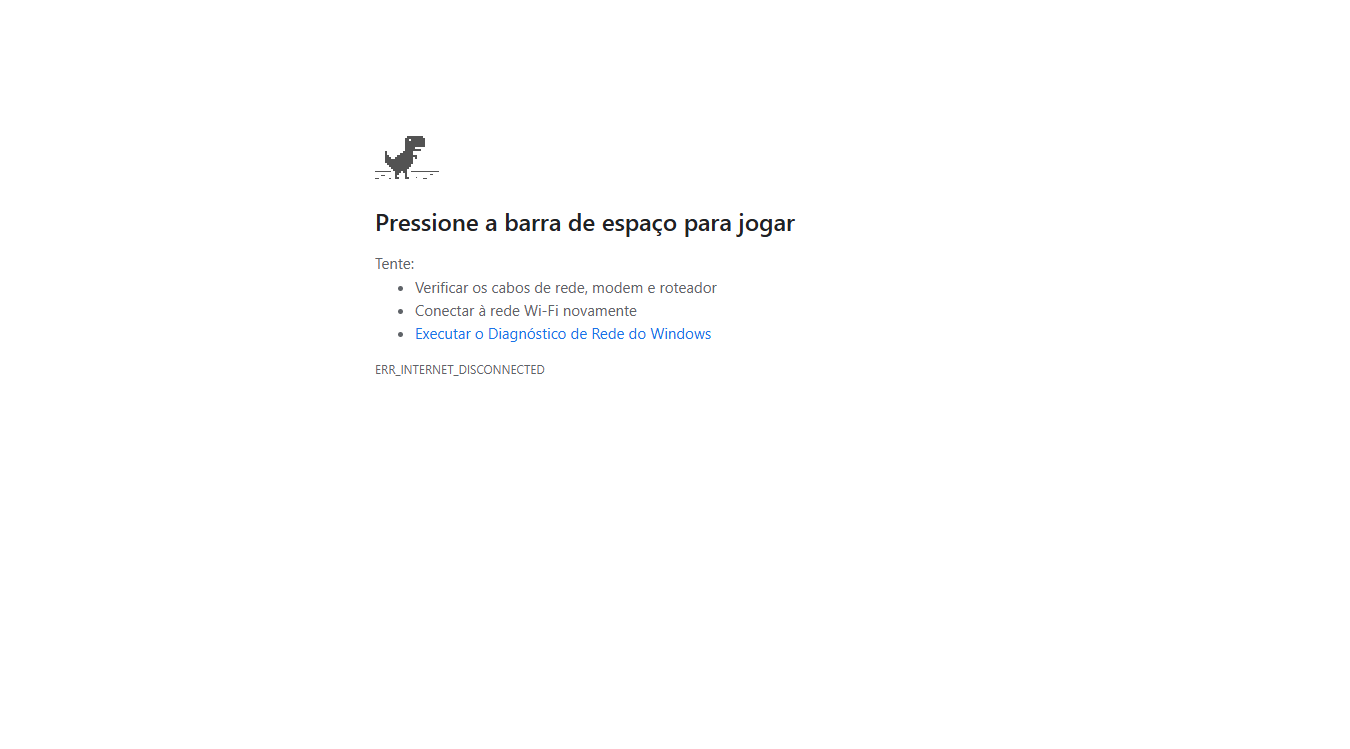 Pressione a barra de espaço para jogar
Tente:
Verificar os cabos de rede, modem e roteador
Conectar à rede Wi-Fi novamente
Executar o Diagnóstico de Rede do Windows
ERR_INTERNET_DISCONNECTED